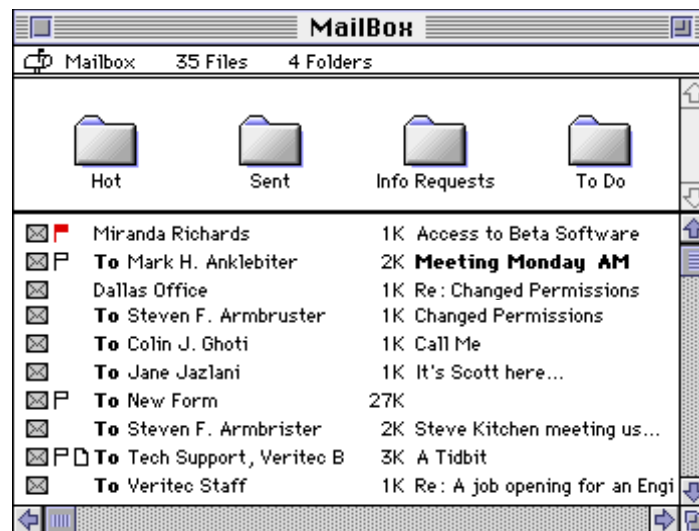 MailBox
Mailbox 35 Files 4 Folders
Hot Sent Info Requests To Do
Miranda Richards 1K Access to Beta Software
To Mark H. Anklebiter 2K Meeting Monday AM
Dallas Office 1K Re: Changed Permissions
To Steven F. Armbruster 1K Changed Permissions
To Colin J. Ghoti 1K Call Me
To Jane Jazlani 1K It's Scott here...
To New Form 27K
To Steven F. Armbrister 2K Steve Kitchen meeting us...
To Tech Support, Veritec B 3K A Tidbit
To Veritec Staff 1K Re: A job opening for an Engi